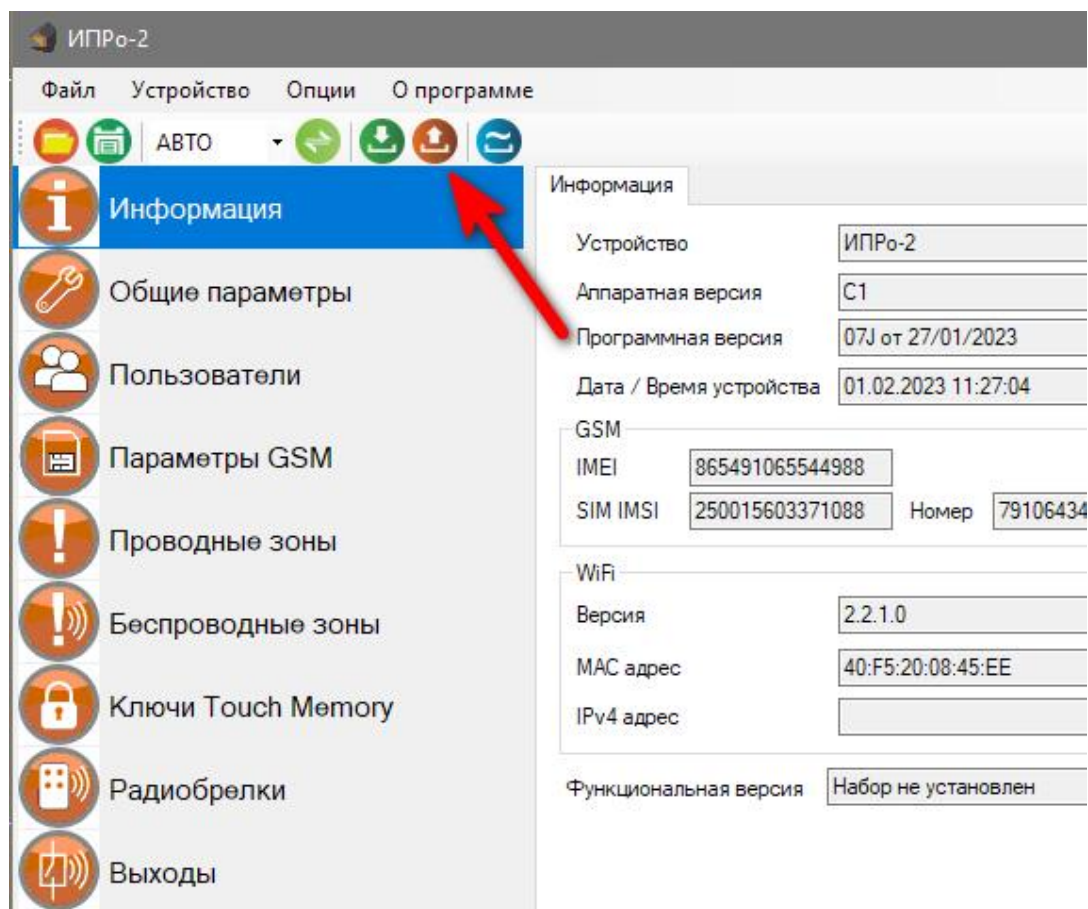 ИПРо-2
Файл Устройство Опции О программе
АВТО
Информация
Общие параметры
Пользователи
Параметры GSM
Проводные зоны
Беспроводные зоны
Ключи Touch Memory
Радиобрелки
Выходы
Информация
Устройство ИПРо-2
Аппаратная версия C1
Программная версия 07J от 27/01/2023
Дата / Время устройства 01.02.2023 11:27:04
GSM
IMEI 865491065544988
SIM IMSI 250015603371088 Номер 79106434
WiFi
Версия 2.2.1.0
MAC адрес 40:F5:20:08:45:EE
IPv4 адрес
Функциональная версия Набор не установлен